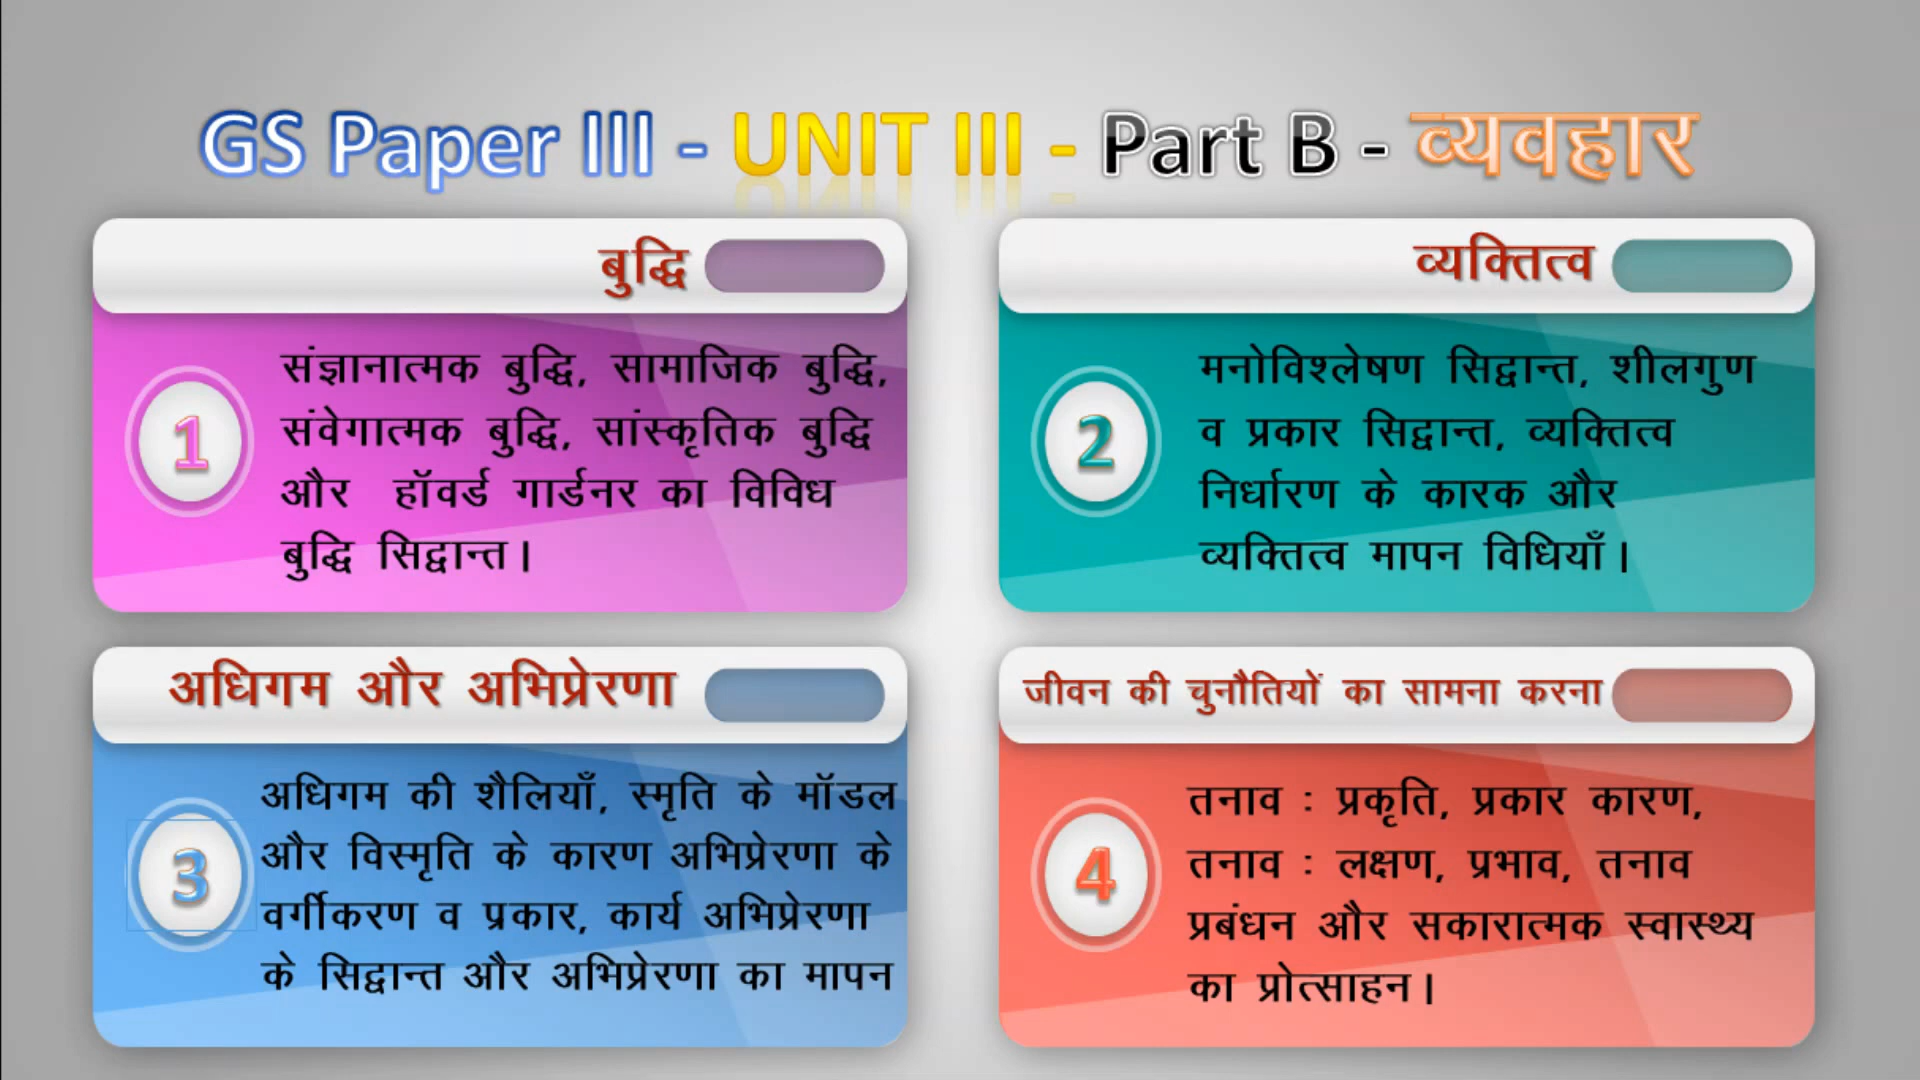 GS Paper III - UNIT III - Part B - व्यवहार
बुद्धि
1
संज्ञानात्मक बुद्धि, सामाजिक बुद्धि,
संवेगात्मक बुद्धि, सांस्कृतिक बुद्धि
और हॉवर्ड गार्डनर का विविध
बुद्धि सिद्वान्त।
व्यक्तित्व
2
मनोविश्लेषण सिद्वान्त, शीलगुण
व प्रकार सिद्वान्त, व्यक्तित्व
निर्धारण के कारक और
व्यक्तित्व मापन विधियाँ।
अधिगम और अभिप्रेरणा
3
अधिगम की शैलियाँ, स्मृति के मॉडल
और विस्मृति के कारण अभिप्रेरणा के
वर्गीकरण व प्रकार, कार्य अभिप्रेरणा
के सिद्वान्त और अभिप्रेरणा का मापन
जीवन की चुनौतियों का सामना करना
4
तनाव : प्रकृति, प्रकार कारण,
तनाव : लक्षण, प्रभाव, तनाव
प्रबंधन और सकारात्मक स्वास्थ्य
का प्रोत्साहन।